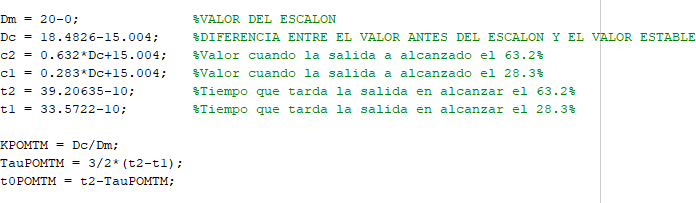 Dm = 20-0; %VALOR DEL ESCALON
Dc = 18.4826-15.004; %DIFERENCIA ENTRE EL VALOR ANTES DEL ESCALON Y EL VALOR ESTABLE
c2 = 0.632*Dc+15.004; %Valor cuando la salida a alcanzado el 63.2%
c1 = 0.283*Dc+15.004; %Valor cuando la salida a alcanzado el 28.3%
t2 = 39.20635-10; %Tiempo que tarda la salida en alcanzar el 63.2%
t1 = 33.5722-10; %Tiempo que tarda la salida en alcanzar el 28.3%
KPOMTM = Dc/Dm;
TauPOMTM = 3/2*(t2-t1);
t0POMTM = t2-TauPOMTM;